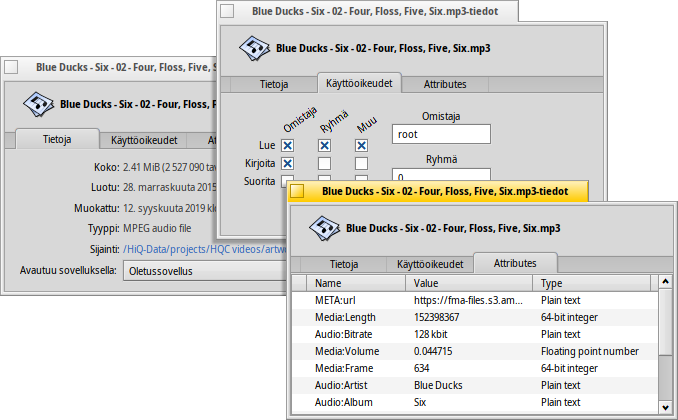 Blue Ducks - Six - 02 - Four, Floss, Five, Six.mp3-tiedot
Blue Ducks - Six - 02 - Four, Floss, Five, Six.mp3
Tietoja Käyttöoikeudet Attributes
Omistaja Ryhmä Muu
Lue
Kirjoita
Suorita
Omistaja
root
Ryhmä
0
Blue Ducks - Six - 02 - Four, Floss, Five,
Blue Ducks - Six - 02 - Four, Floss,
Tietoja Käyttöoikeudet
Koko: 2.41 MiB (2 527 090
Luotu: 28. marraskuuta 2015
Muokattu: 12. syyskuuta 2019
Tyyppi: MPEG audio file
Sijainti: /HiQ-Data/projects/HQC videos/
Avautuu sovelluksella: Oletussovellus
Blue Ducks - Six - 02 - Four, Floss, Five, Six.mp3-tiedot
Blue Ducks - Six - 02 - Four, Floss, Five, Six.mp3
Tietoja Käyttöoikeudet Attributes
Name Value Type
META:url https://fma-files.s3.am... Plain text
Media:Length 152398367 64-bit integer
Audio:Bitrate 128 kbit Plain text
Media:Volume 0.044715 Floating point number
Media:Frame 634 64-bit integer
Audio:Artist Blue Ducks Plain text
Audio:Album Six Plain text